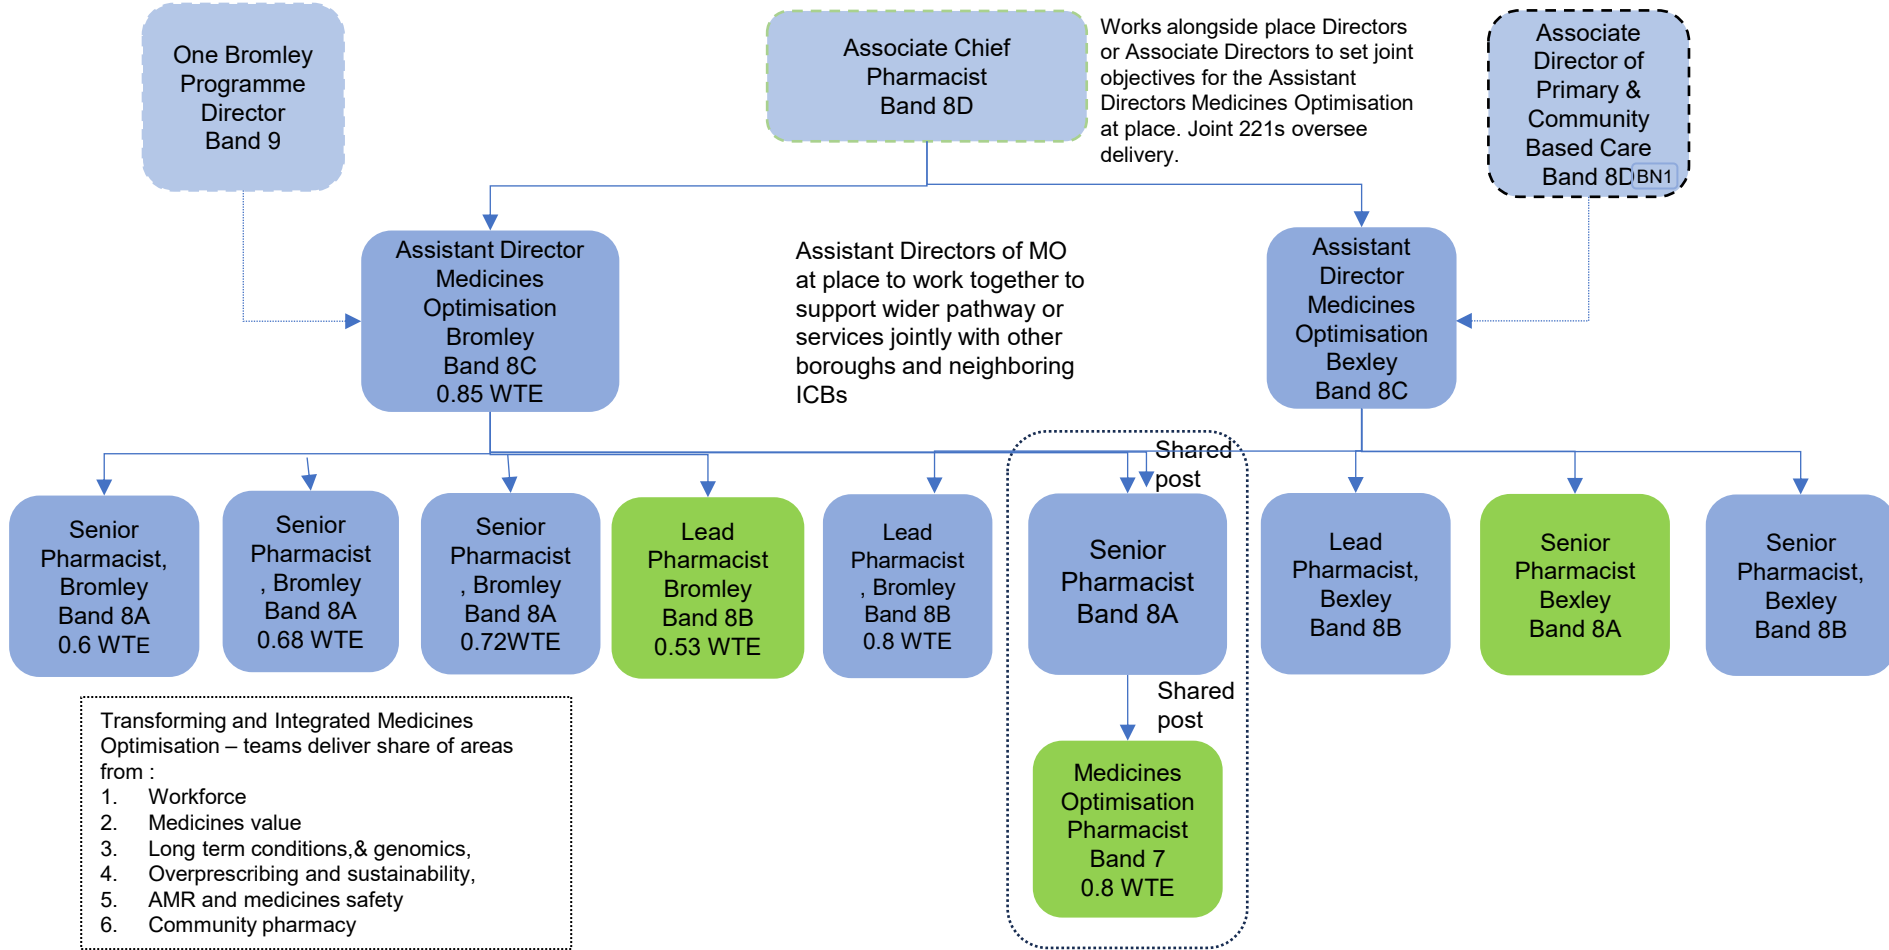 One Bromley
Programme
Director
Band 9
Associate Chief
Pharmacist
Band 8D
Works alongside place Directors
or Associate Directors to set joint
objectives for the Assistant
Directors Medicines Optimisation
at place. Joint 221s oversee
delivery.
Associate
Director of
Primary &
Community
Based Care
Band 8D
BN1
Assistant Director
Medicines
Optimisation
Bromley
Band 8C
0.85 WTE
Assistant Directors of MO
at place to work together to
support wider pathway or
services jointly with other
boroughs and neighboring
ICBs
Assistant
Director
Medicines
Optimisation
Bexley
Band 8C
Shared
post
Senior
Pharmacist,
Bromley
Band 8A
0.6 WTE
Senior
Pharmacist
, Bromley
Band 8A
0.68 WTE
Senior
Pharmacist
, Bromley
Band 8A
0.72WTE
Lead
Pharmacist
Bromley
Band 8B
0.53 WTE
Lead
Pharmacist
, Bromley
Band 8B
0.8 WTE
Senior
Pharmacist
Band 8A
Lead
Pharmacist,
Bexley
Band 8B
Senior
Pharmacist
Bexley
Band 8A
Senior
Pharmacist,
Bexley
Band 8B
Shared
post
Medicines
Optimisation
Pharmacist
Band 7
0.8 WTE
Transforming and Integrated Medicines
Optimisation – teams deliver share of areas
from :
1. Workforce
2. Medicines value
3. Long term conditions,& genomics,
4. Overprescribing and sustainability,
5. AMR and medicines safety
6. Community pharmacy